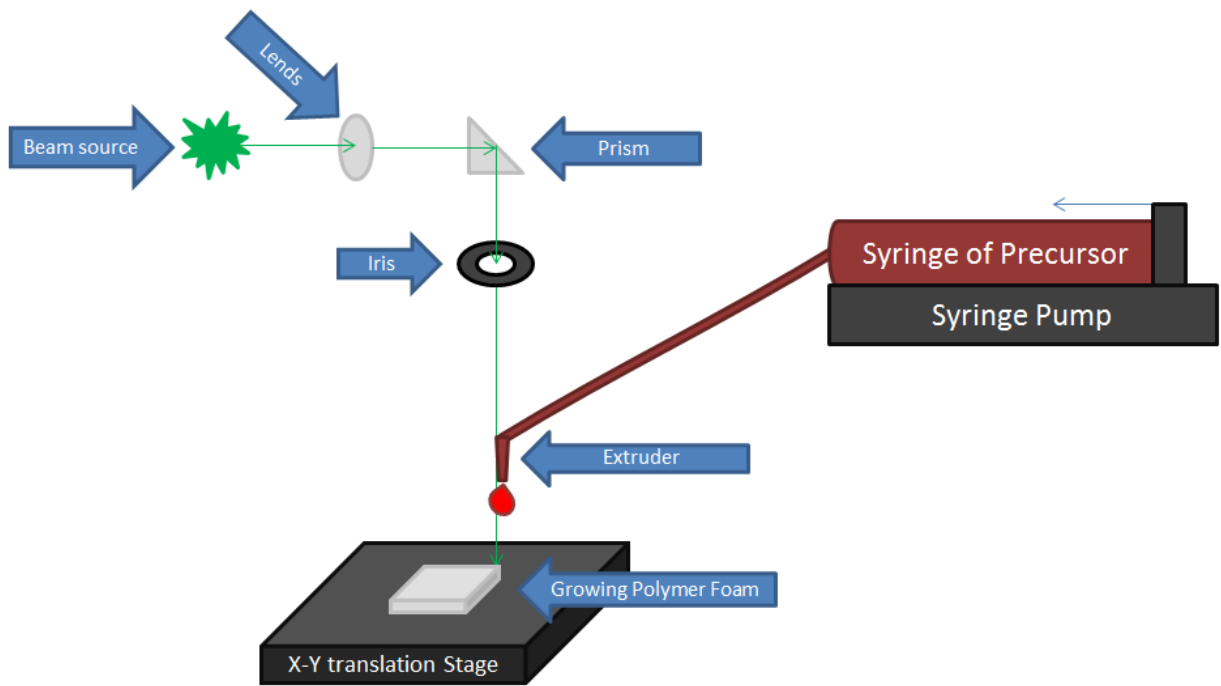 Lends
Beam source
Prism
Iris
Syringe of Precursor
Syringe Pump
Extruder
Growing Polymer Foam
X-Y translation Stage